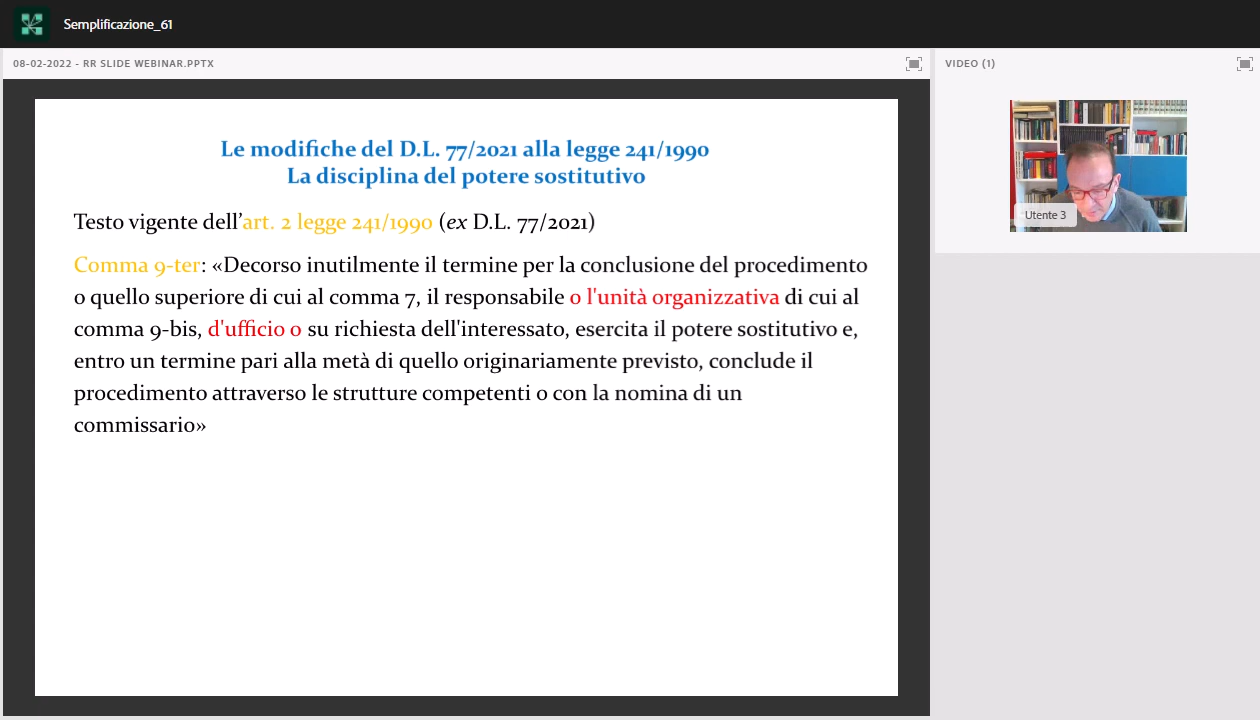 Semplificazione_61
08-02-2022 - RR SLIDE WEBINAR.PPTX
VIDEO (1)
Le modifiche del D.L. 77/2021 alla legge 241/1990
La disciplina del potere sostitutivo
Testo vigente dell'art. 2 legge 241/1990 (ex D.L. 77/2021)
Comma 9-ter: «Decorso inutilmente il termine per la conclusione del procedimento
o quello superiore di cui al comma 7, il responsabile o l'unità organizzativa di cui al
comma 9-bis, d'ufficio o su richiesta dell'interessato, esercita il potere sostitutivo e,
entro un termine pari alla metà di quello originariamente previsto, conclude il
procedimento attraverso le strutture competenti o con la nomina di un
commissario»
Utente 3